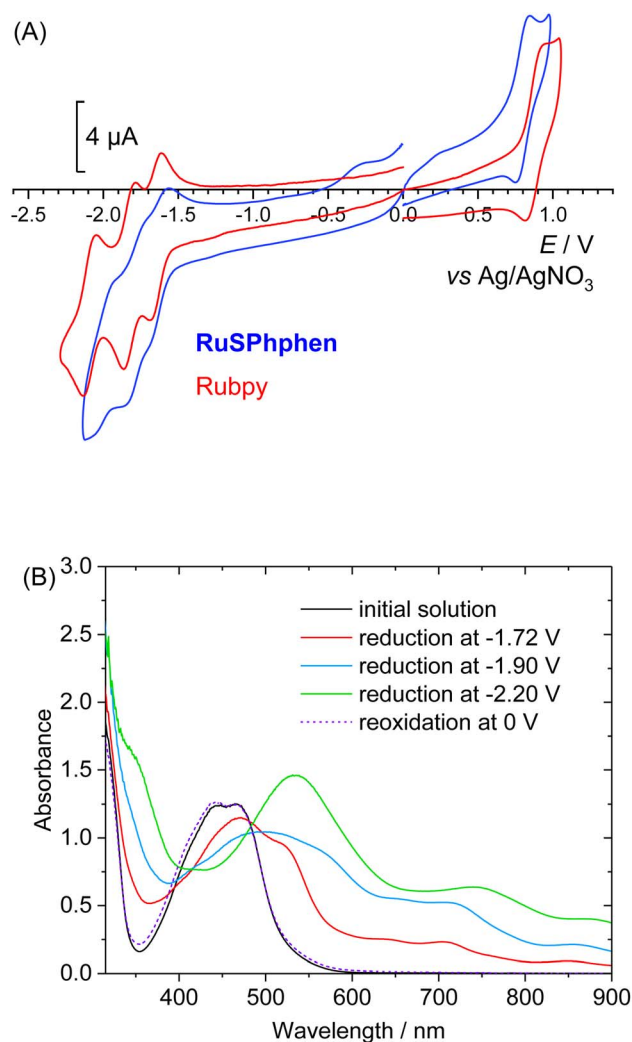 (A)
4 µA
-2.5 -2.0 -1.5 -1.0 -0.5 0.0 0.5 1.0
E / V
vs Ag/AgNO₃
RuSPhphen
Rubpy
(B)
3.0
2.5
2.0
1.5
1.0
0.5
0.0
Absorbance
initial solution
reduction at -1.72 V
reduction at -1.90 V
reduction at -2.20 V
reoxidation at 0 V
400 500 600 700 800 900
Wavelength / nm